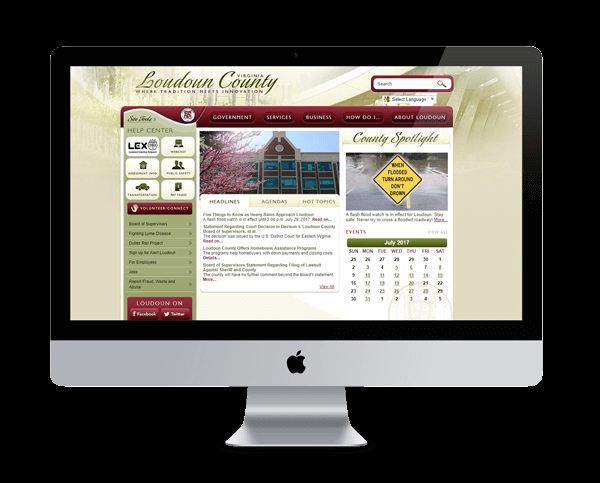 Loudoun County
VIRGINIA
WHERE TRADITION MEETS INNOVATION
Search
Select Language
Site Tools
GOVERNMENT SERVICES BUSINESS HOW DO I... ABOUT LOUDOUN
HELP CENTER
LEX
WEBCAST
ASSESSMENT INFO
PUBLIC SAFETY
TRANSPORTATION
MY TAXES
VOLUNTEER/CONNECT
Board of Supervisors
Fighting Lyme Disease
Dulles Rail Project
Sign up for Alert Loudoun
For Employees
Jobs
Report Fraud, Waste and
Abuse
LOUDOUN ON
Facebook Twitter
HEADLINES AGENDAS HOT TOPICS
Five Things to Know as Heavy Rains Approach Loudoun
A flash flood watch is in effect until 2:00 p.m. July 29, 2017. Read on...
Statement Regarding Court Decision in Davison v. Loudoun County
Board of Supervisors, et al.
The decision was issued by the U.S. District Court for Eastern Virginia.
Read on...
Loudoun County Offers Homebuyer Assistance Programs
The programs help homebuyers with down payments and closing costs.
Details...
Board of Supervisors Statement Regarding Filing of Lawsuit
Against Sheriff and County
The county will have no further comment beyond the Board's statement.
More...
View All
County Spotlight
WHEN
FLOODED
TURN AROUND
DON'T
DROWN
A flash flood watch is in effect for Loudoun. Stay
safe. Never try to cross a flooded roadway! More...
EVENTS VIEW ALL
July 2017
SUN MON TUE WED THU FRI SAT
25 26 27 28 29 30 1
2 3 4 5 6 7 8
9 10 11 12 13 14 15
16 17 18 19 20 21 22
23 24 25 26 27 28 29
30 31 1 2 3 4 5